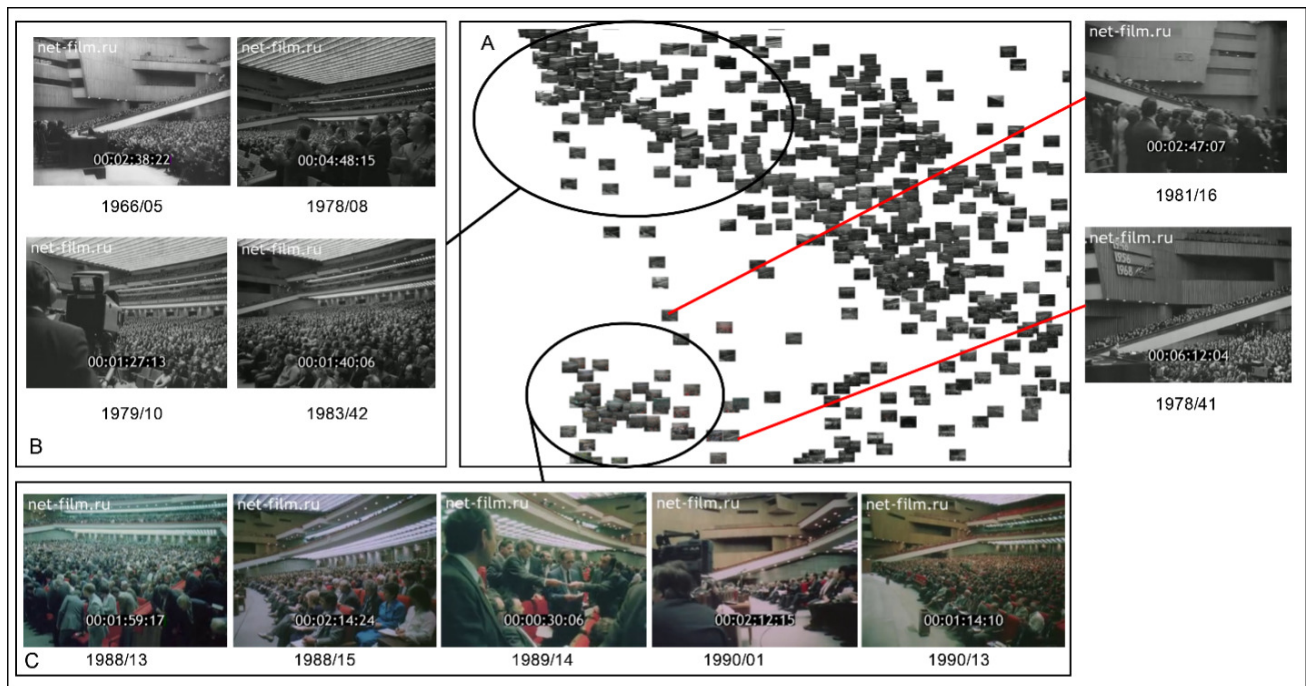 A
net-film.ru
00:02:38:22
1966/05
net-film.ru
00:04:48:15
1978/08
net-film.ru
00:01:27:13
1979/10
net-film.ru
00:01:40:06
1983/42
B
net-film.ru
00:02:47:07
1981/16
net-film.ru
1956
1968
00:06:12:04
1978/41
net-film.ru
00:01:59:17
1988/13
net-film.ru
00:02:14:24
1988/15
net-film.ru
00:00:30:06
1989/14
net-film.ru
00:02:12:15
1990/01
net-film.ru
00:01:14:10
1990/13
C